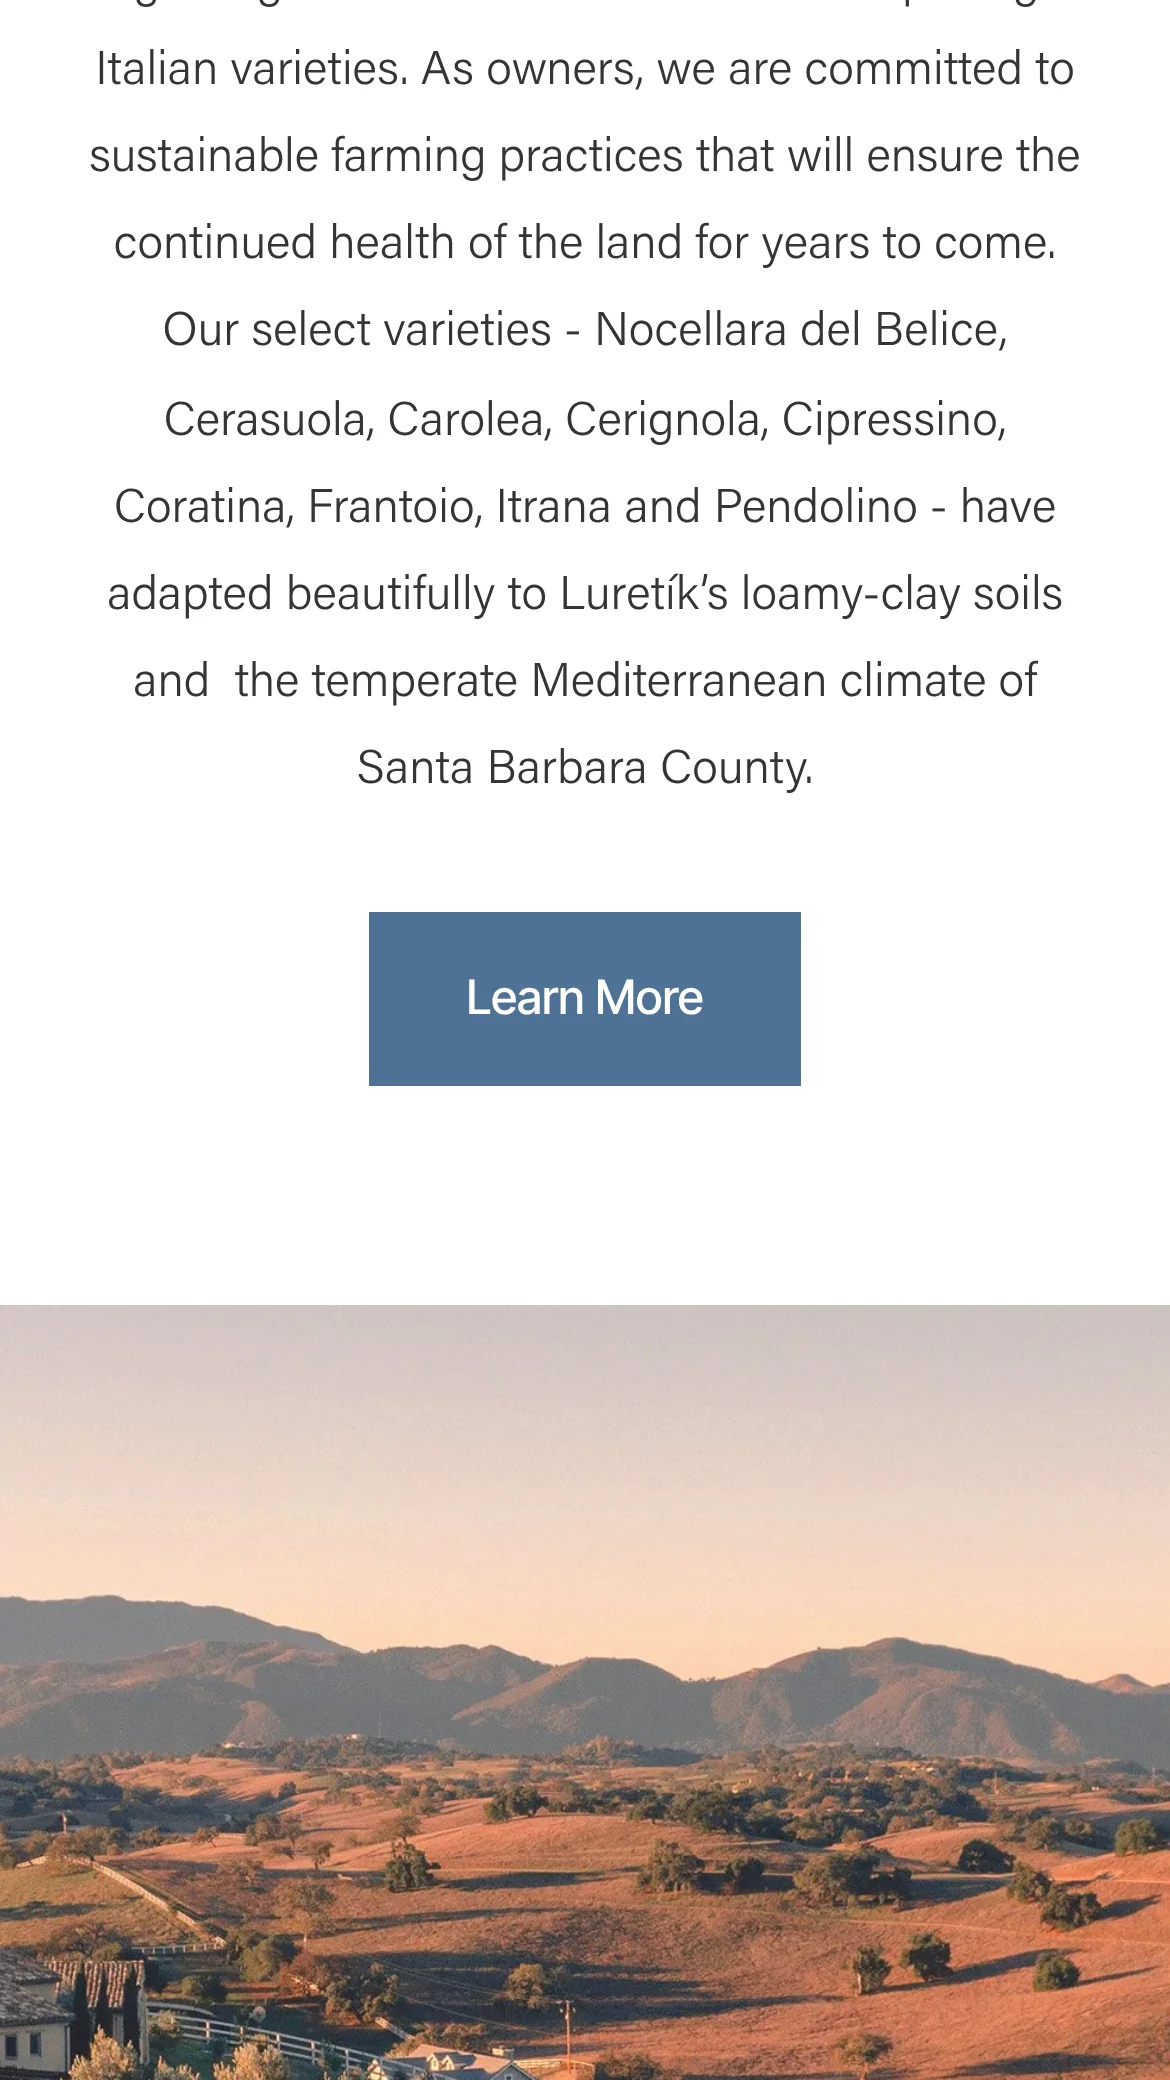 Italian varieties. As owners, we are committed to
sustainable farming practices that will ensure the
continued health of the land for years to come.
Our select varieties - Nocellara del Belice,
Cerasuola, Carolea, Cerignola, Cipressino,
Coratina, Frantoio, Itrana and Pendolino - have
adapted beautifully to Luretík’s loamy-clay soils
and  the temperate Mediterranean climate of
Santa Barbara County.
Learn More